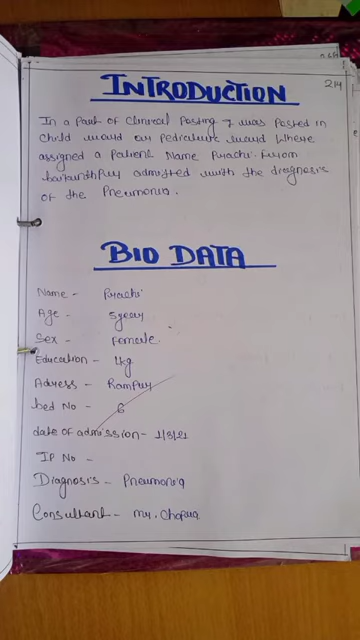 214
INTRODUCTION
In a part of Clinical Posting I was Posted in
Child ward or Pediatric ward Where
assigned a Patient Name Prachi. From
admitted with the diagnosis
of the Pneumonia.
BIO DATA
Name - Prachi
Age - 5year
Sex - Female.
Education - Ukg
Adress - Rampur
bed No - 6
date of admission - 1/3/21
IP No -
Diagnosis - Pneumonia
Consultant - Mr. Chopra